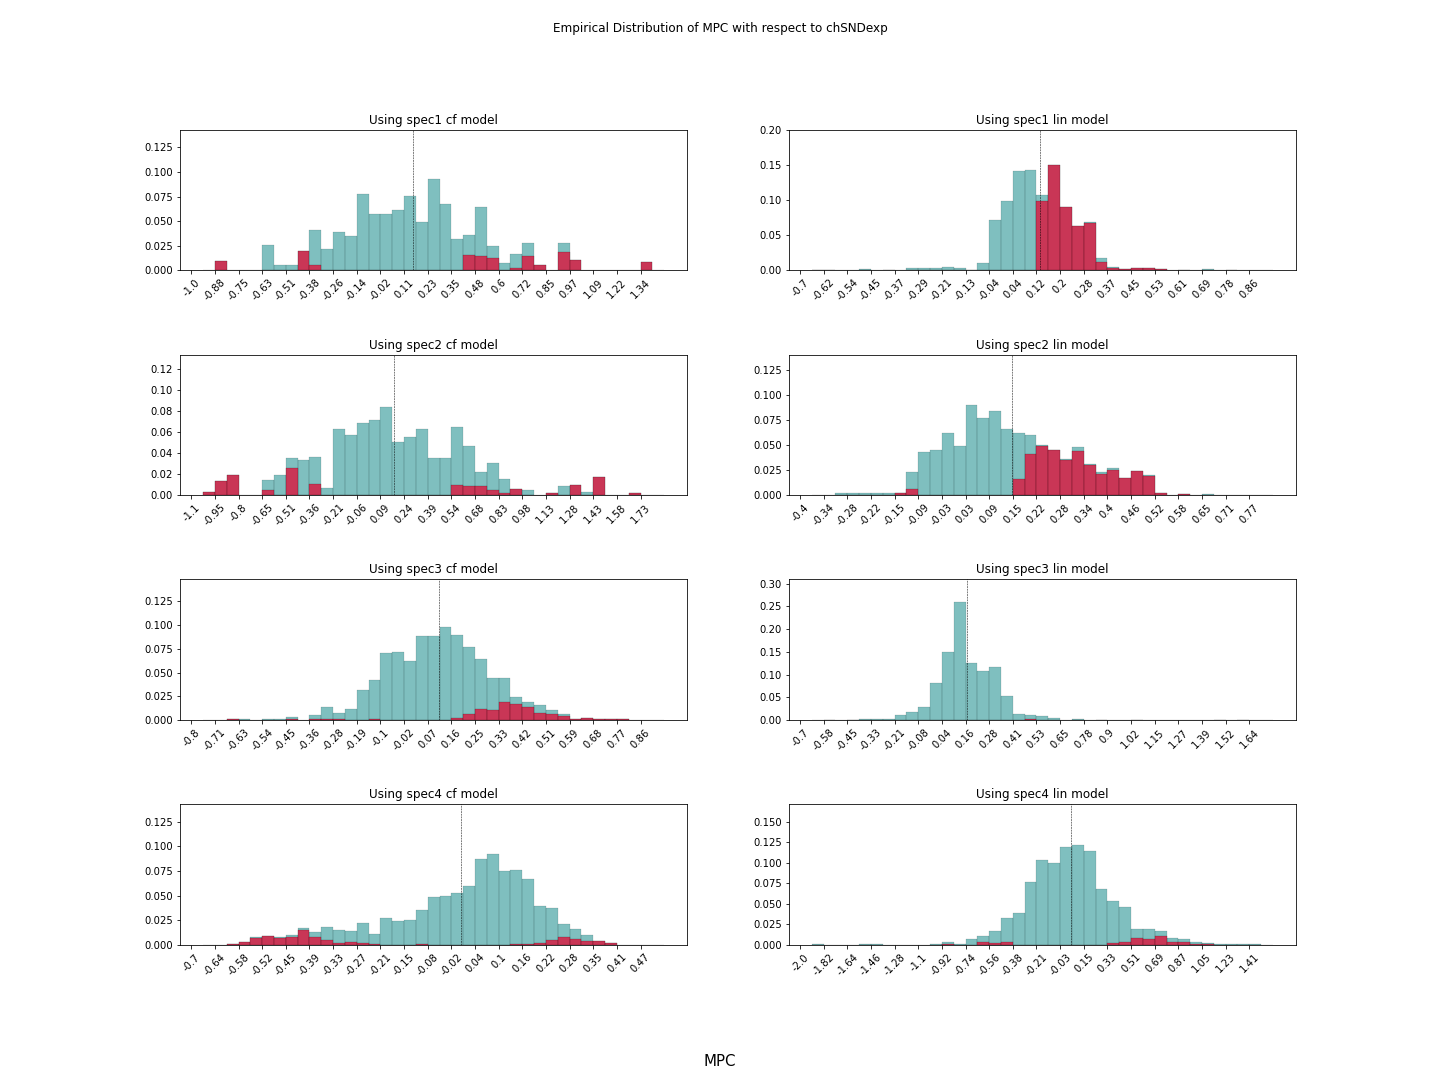 Empirical Distribution of MPC with respect to chSNDexp
Using spec1 cf model
0.125
0.100
0.075
0.050
0.025
0.000
-1.0 -0.88 -0.75 -0.63 -0.51 -0.38 -0.26 -0.14 -0.02 0.11 0.23 0.35 0.48 0.6 0.72 0.85 0.97 1.09 1.22 1.34
Using spec1 lin model
0.20
0.15
0.10
0.05
0.00
-0.7 -0.62 -0.54 -0.45 -0.37 -0.29 -0.21 -0.13 -0.04 0.04 0.12 0.2 0.28 0.37 0.45 0.53 0.61 0.69 0.78 0.86
Using spec2 cf model
0.12
0.10
0.08
0.06
0.04
0.02
0.00
-1.1 -0.95 -0.8 -0.65 -0.51 -0.36 -0.21 -0.06 0.09 0.24 0.39 0.54 0.68 0.83 0.98 1.13 1.28 1.43 1.58 1.73
Using spec2 lin model
0.125
0.100
0.075
0.050
0.025
0.000
-0.4 -0.34 -0.28 -0.22 -0.15 -0.09 -0.03 0.03 0.09 0.15 0.22 0.28 0.34 0.4 0.46 0.52 0.58 0.65 0.71 0.77
Using spec3 cf model
0.125
0.100
0.075
0.050
0.025
0.000
-0.8 -0.71 -0.63 -0.54 -0.45 -0.36 -0.28 -0.19 -0.1 -0.02 0.07 0.16 0.25 0.33 0.42 0.51 0.59 0.68 0.77 0.86
Using spec3 lin model
0.30
0.25
0.20
0.15
0.10
0.05
0.00
-0.7 -0.58 -0.45 -0.33 -0.21 -0.08 0.04 0.16 0.28 0.41 0.53 0.65 0.78 0.9 1.02 1.15 1.27 1.39 1.52 1.64
Using spec4 cf model
0.125
0.100
0.075
0.050
0.025
0.000
-0.7 -0.64 -0.58 -0.52 -0.45 -0.39 -0.33 -0.27 -0.21 -0.15 -0.08 -0.02 0.04 0.1 0.16 0.22 0.28 0.35 0.41 0.47
Using spec4 lin model
0.150
0.125
0.100
0.075
0.050
0.025
0.000
-2.0 -1.82 -1.64 -1.46 -1.28 -1.1 -0.92 -0.74 -0.56 -0.38 -0.21 -0.03 0.15 0.33 0.51 0.69 0.87 1.05 1.23 1.41
MPC